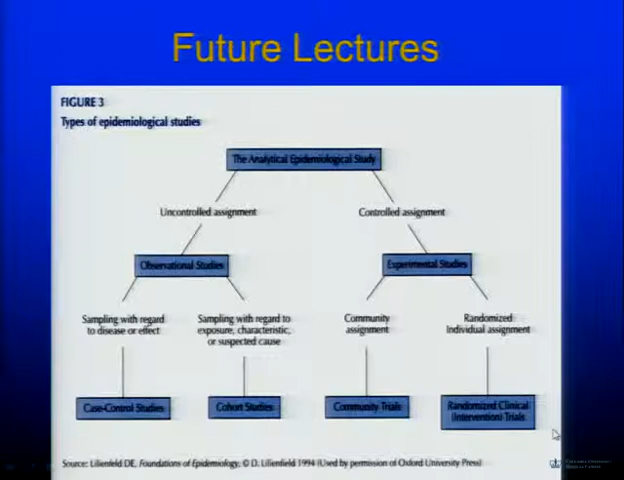 Future Lectures
FIGURE 3
Types of epidemiological studies
The Analytical Epidemiological Study
Uncontrolled assignment
Controlled assignment
Observational Studies
Experimental Studies
Sampling with regard
to disease or effect
Sampling with regard to
exposure, characteristic,
or suspected cause
Community
assignment
Randomized
Individual assignment
Case-Control Studies
Cohort Studies
Community Trials
Randomized Clinical
(Intervention) Trials
Source: Lilienfeld DE, Foundations of Epidemiology, © D. Lilienfield 1994 (Used by permission of Oxford University Press)